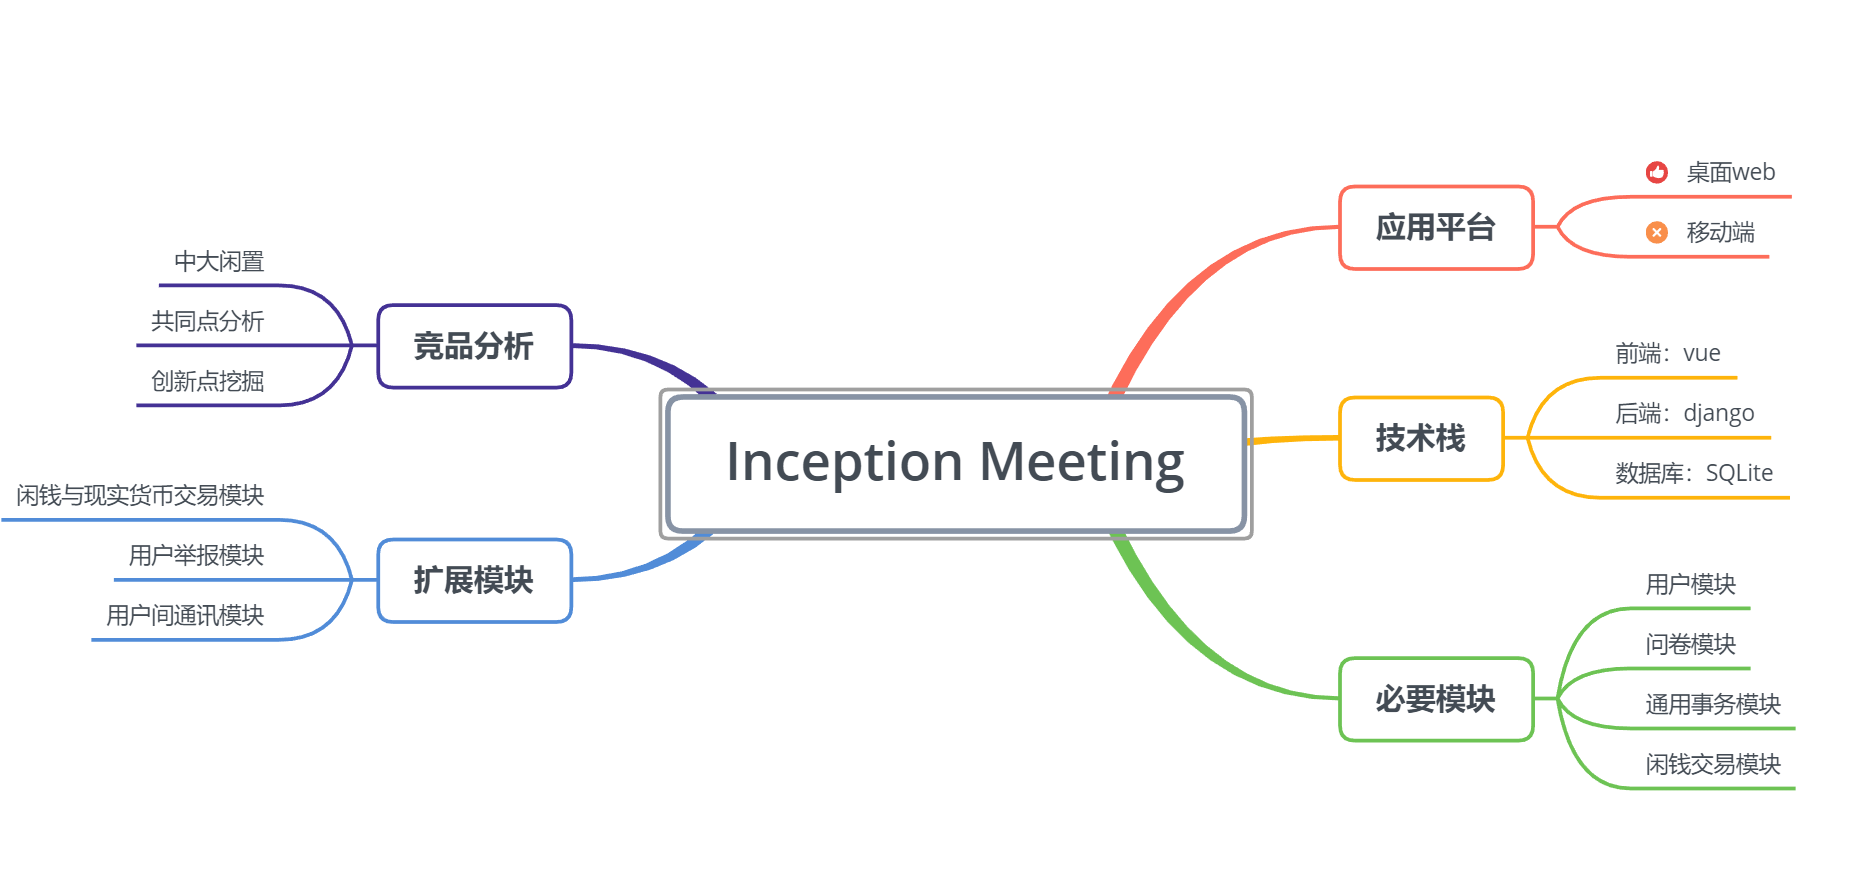 Inception Meeting
应用平台
桌面web
移动端
技术栈
前端：vue
后端：django
数据库：SQLite
必要模块
用户模块
问卷模块
通用事务模块
闲钱交易模块
竞品分析
中大闲置
共同点分析
创新点挖掘
扩展模块
闲钱与现实货币交易模块
用户举报模块
用户间通讯模块